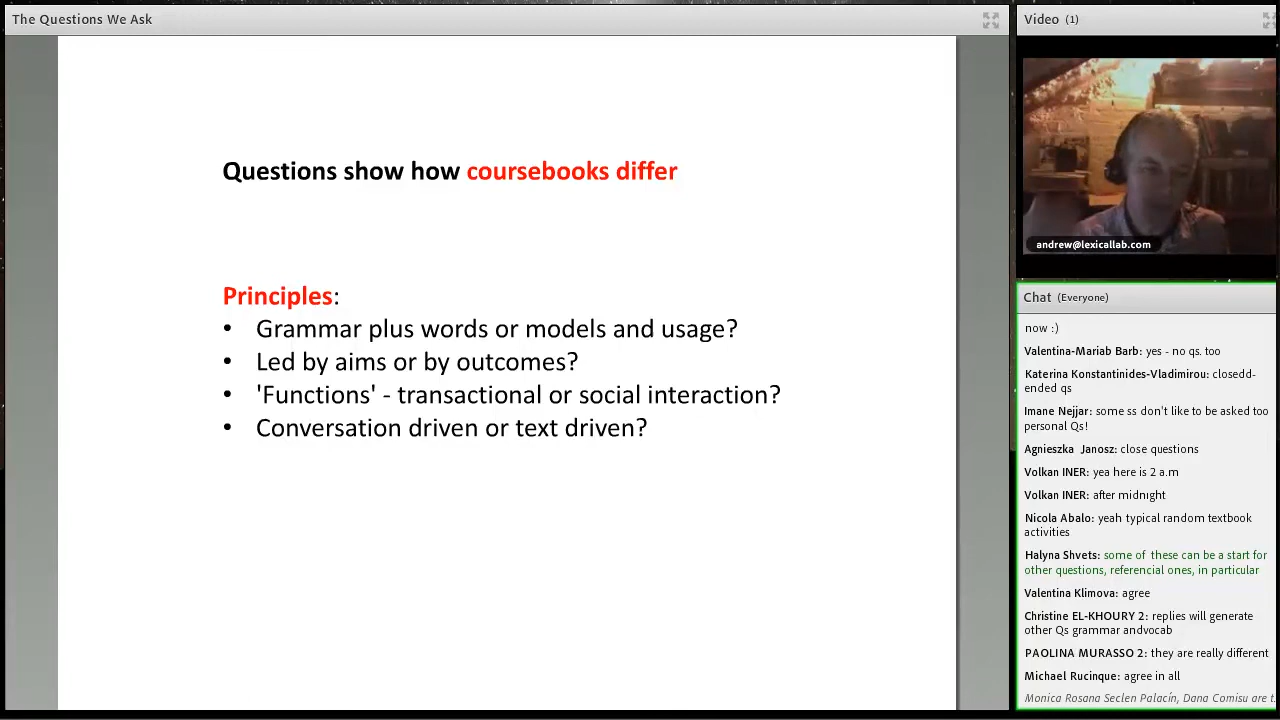 The Questions We Ask
Questions show how coursebooks differ
Principles:
• Grammar plus words or models and usage?
• Led by aims or by outcomes?
• 'Functions' - transactional or social interaction?
• Conversation driven or text driven?
Video (1)
andrew@lexicallab.com
Chat (Everyone)
now :)
Valentina-Mariab Barb: yes - no qs. too
Katerina Konstantinides-Vladimirou: closedd-
ended qs
Imane Nejjar: some ss don't like to be asked too
personal Qs!
Agnieszka Janosz: close questions
Volkan INER: yea here is 2 a.m
Volkan INER: after midnıght
Nicola Abalo: yeah typical random textbook
activities
Halyna Shvets: some of these can be a start for
other questions, referencial ones, in particular
Valentina Klimova: agree
Christine EL-KHOURY 2: replies will generate
other Qs grammar andvocab
PAOLINA MURASSO 2: they are really different
Michael Rucinque: agree in all
Monica Rosana Seclen Palacín, Dana Comisu are t...